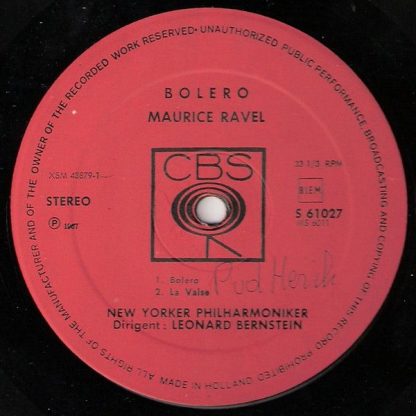 ALL RIGHTS OF THE MANUFACTURER AND OF THE OWNER OF THE RECORDED WORK RESERVED • UNAUTHORIZED PUBLIC PERFORMANCE BROADCASTING AND COPYING OF THIS RECORD PROHIBITED
BOLERO
MAURICE RAVEL
CBS
XSM 43879-1
33 1/3 RPM
BIEM
STEREO
S 61027
Ⓟ 1967
1. Bolero
2. La Valse
NEW YORKER PHILHARMONIKER
Dirigent: LEONARD BERNSTEIN
MADE IN HOLLAND